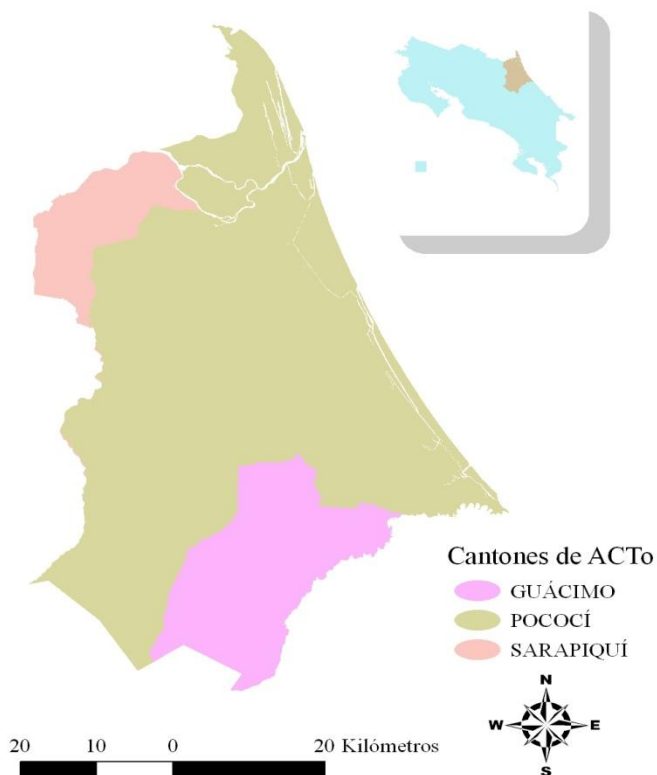 Cantones de ACTo
GUÁCIMO
POCOCÍ
SARAPIQUÍ
N
W E
S
20 10 0 20 Kilómetros